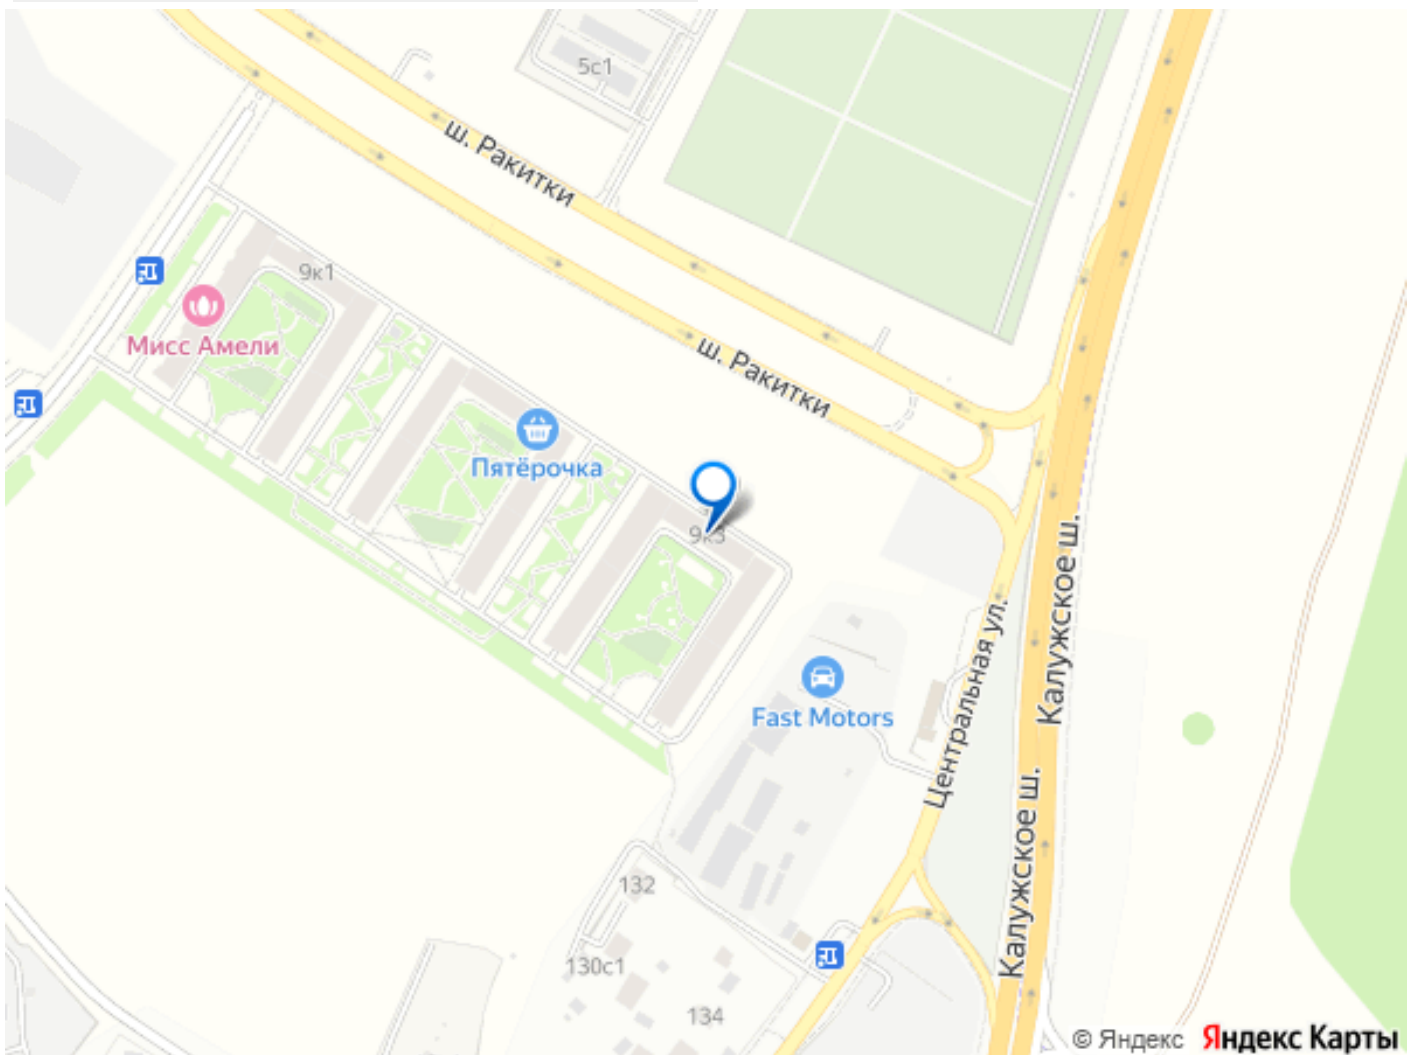 5с1
ш. Ракитки
9к1
Мисс Амели
ш. Ракитки
Пятёрочка
9к3
Калужское ш.
Центральная ул.
Fast Motors
Калужское ш.
132
130с1
134
© Яндекс Яндекс Карты